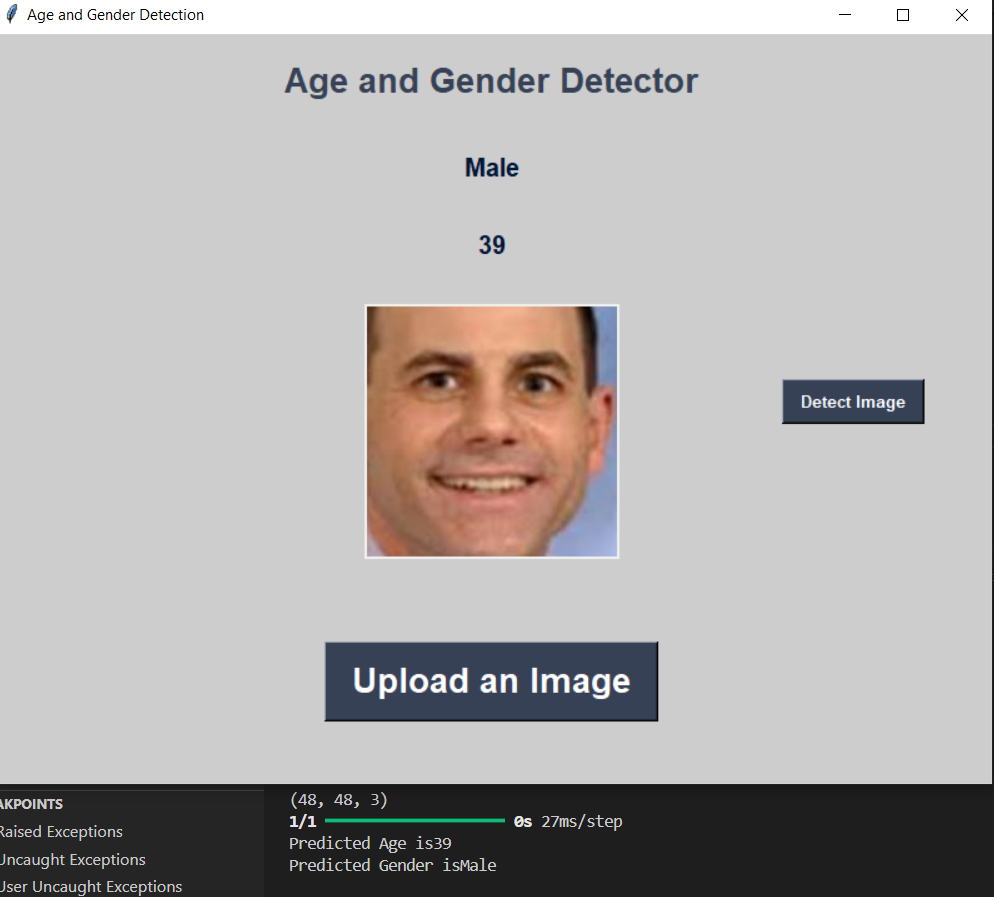 Age and Gender Detection
Age and Gender Detector
Male
39
Detect Image
Upload an Image
AKPOINTS
Raised Exceptions
Uncaught Exceptions
User Uncaught Exceptions
(48, 48, 3)
1/1 0s 27ms/step
Predicted Age is39
Predicted Gender isMale